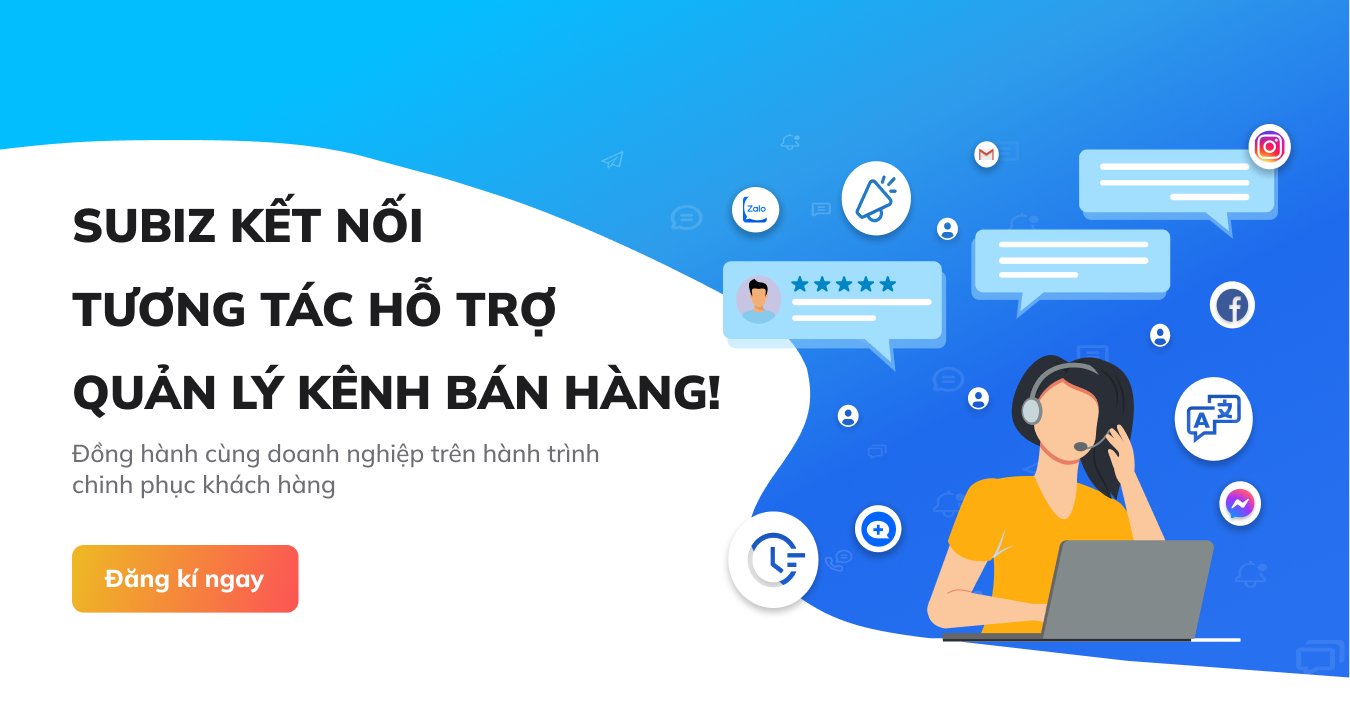 SUBIZ KẾT NỐI
TƯƠNG TÁC HỖ TRỢ
QUẢN LÝ KÊNH BÁN HÀNG!
Đồng hành cùng doanh nghiệp trên hành trình
chinh phục khách hàng
Đăng kí ngay
Zalo
A 文